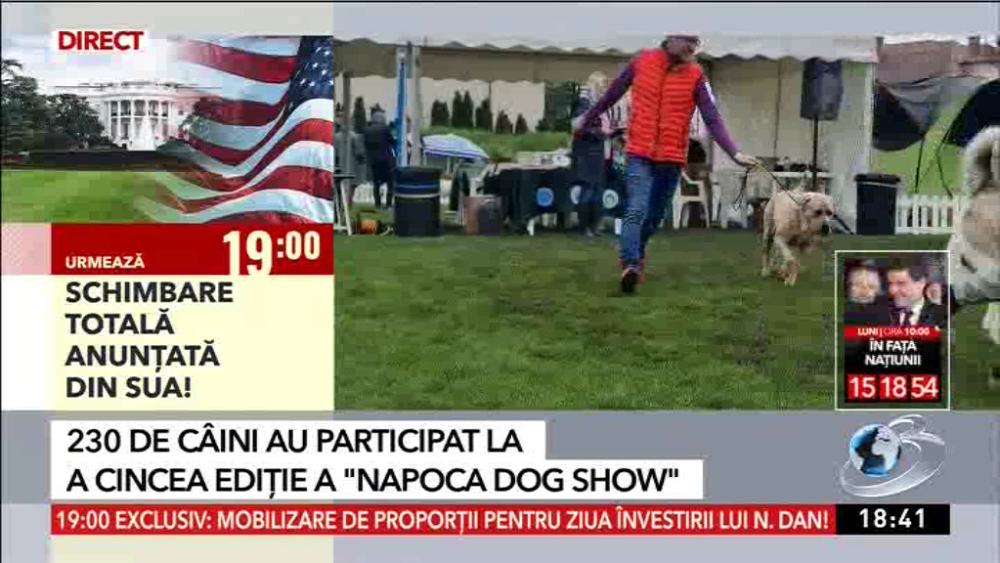 DIRECT
URMEAZĂ
19:00
SCHIMBARE
TOTALĂ
ANUNȚATĂ
DIN SUA!
LUNI | ORA 10:00
ÎN FAȚA
NAȚIUNII
15 18 54
230 DE CÂINI AU PARTICIPAT LA
A CINCEA EDIȚIE A "NAPOCA DOG SHOW"
19:00 EXCLUSIV: MOBILIZARE DE PROPORȚII PENTRU ZIUA ÎNVESTIRII LUI N. DAN!
18:41